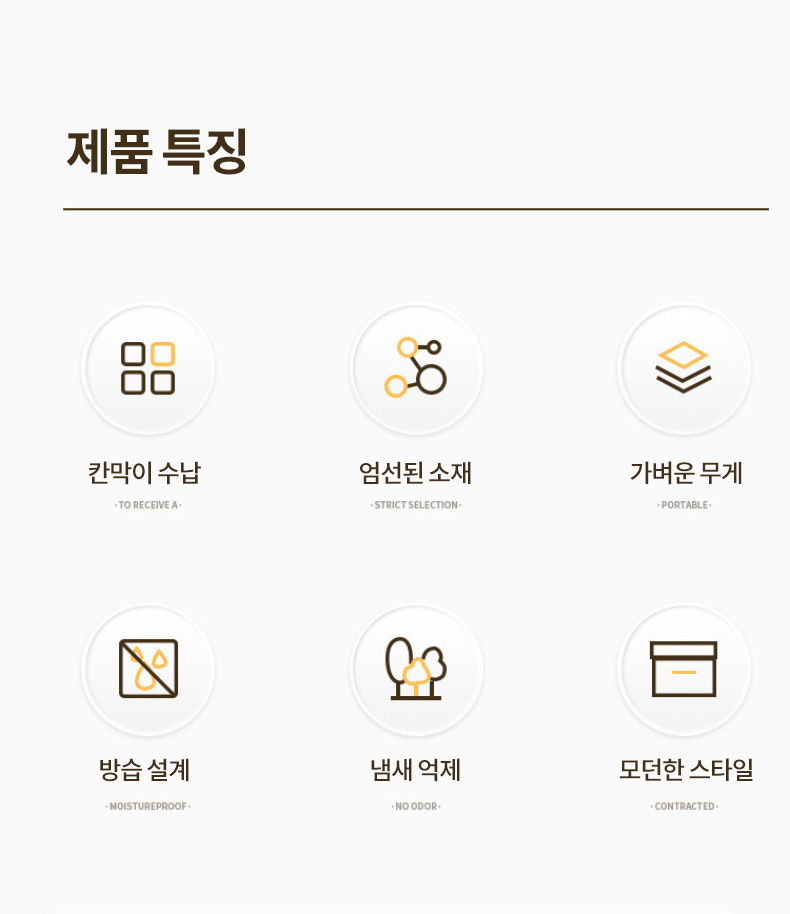 제품 특징
칸막이 수납
· TO RECEIVE A ·
엄선된 소재
· STRICT SELECTION ·
가벼운 무게
· PORTABLE ·
방습 설계
· MOISTUREPROOF ·
냄새 억제
· NO ODOR ·
모던한 스타일
· CONTRACTED ·